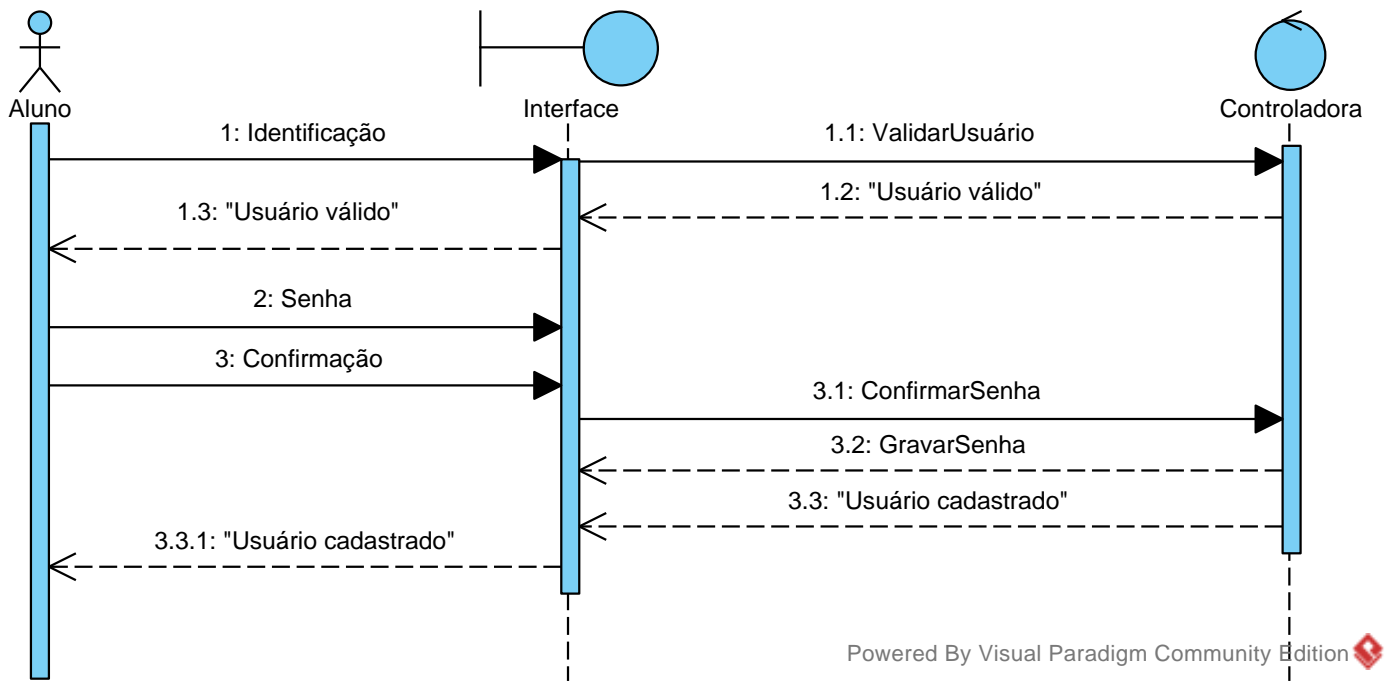 Aluno
Interface
Controladora
1: Identificação
1.1: ValidarUsuário
1.2: "Usuário válido"
1.3: "Usuário válido"
2: Senha
3: Confirmação
3.1: ConfirmarSenha
3.2: GravarSenha
3.3: "Usuário cadastrado"
3.3.1: "Usuário cadastrado"
Powered By Visual Paradigm Community Edition